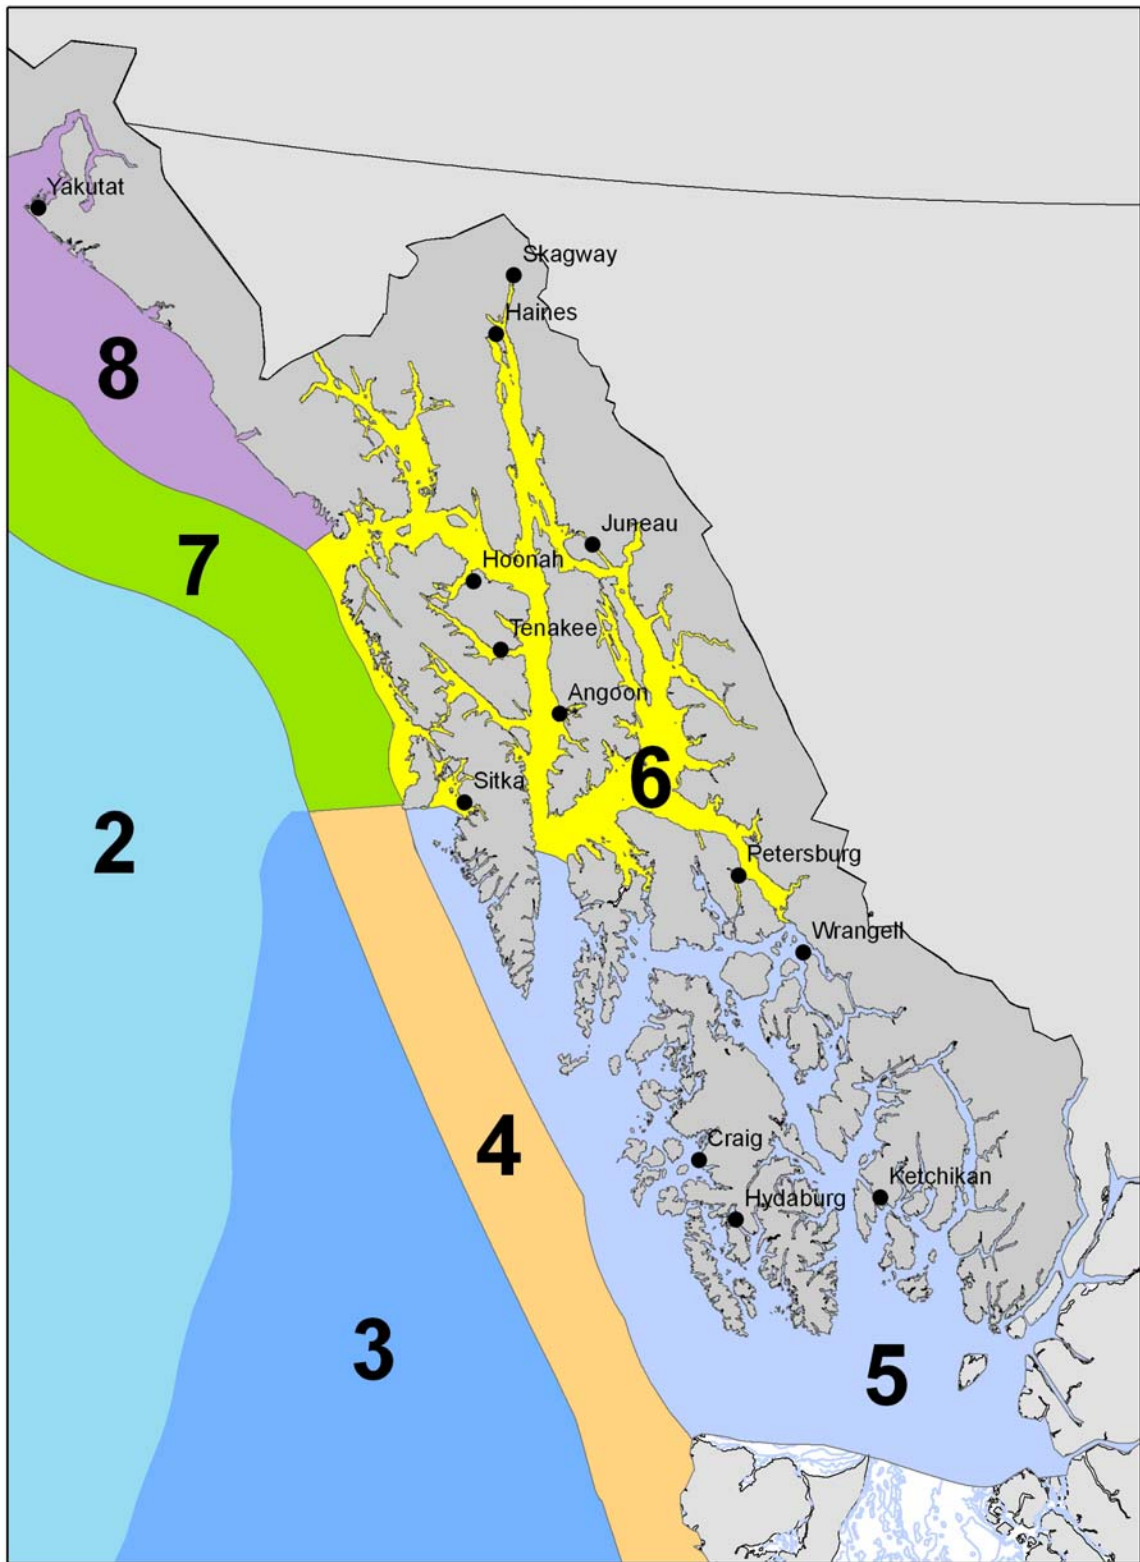 Yakutat
Skagway
Haines
8
Juneau
7
Hoonah
Tenakee
Angoon
6
Sitka
2
Petersburg
Wrangell
4
Craig
Ketchikan
Hydaburg
3
5